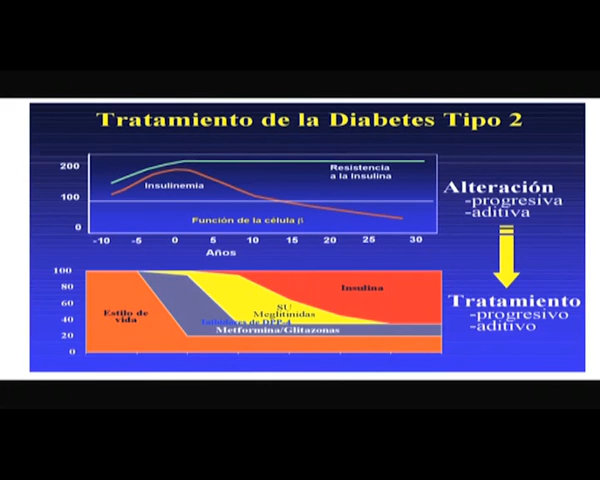 Tratamiento de la Diabetes Tipo 2
200
100
0
Resistencia
a la Insulina
Insulinemia
Función de la célula β
-10 -5 0 5 10 15 20 25 30
Años
Alteración
-progresiva
-aditiva
100
80
60
40
20
0
Insulina
SU
Meglitinidas
Estilo de
vida
de DPP-4
Metformina/Glitazonas
Tratamiento
-progresivo
-aditivo